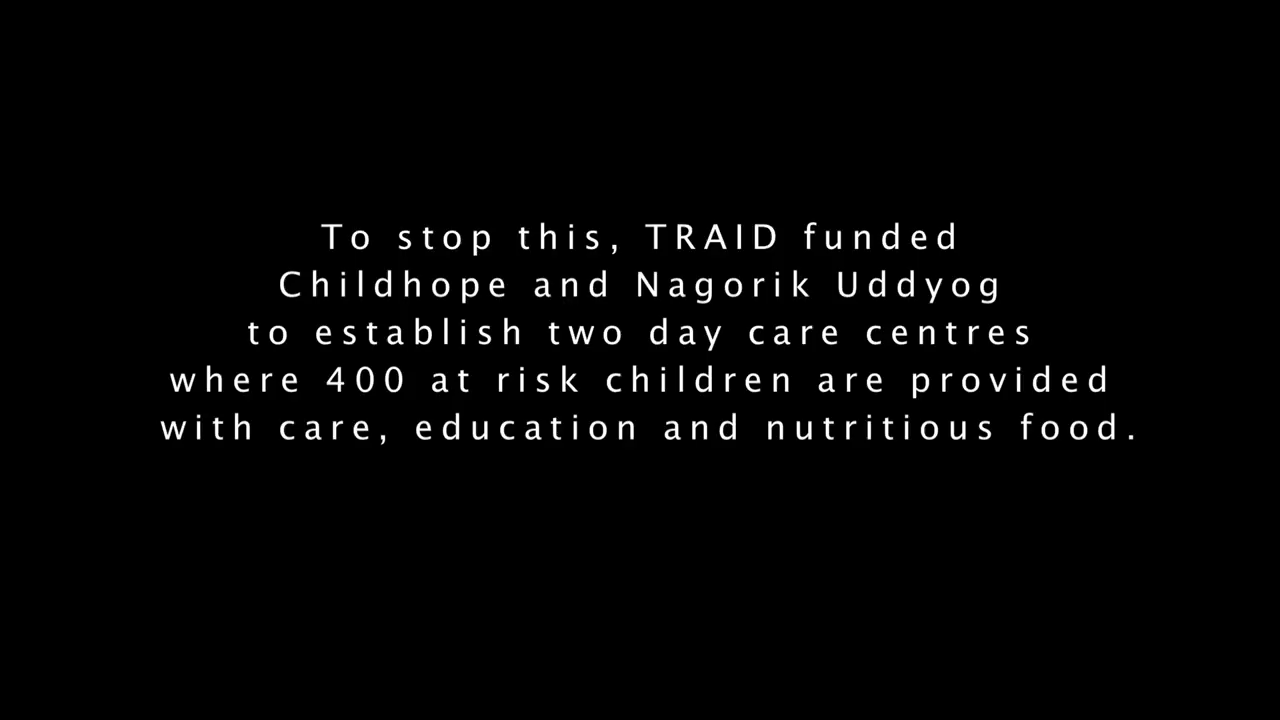 To stop this, TRAID funded
Childhope and Nagorik Uddyog
to establish two day care centres
where 400 at risk children are provided
with care, education and nutritious food.